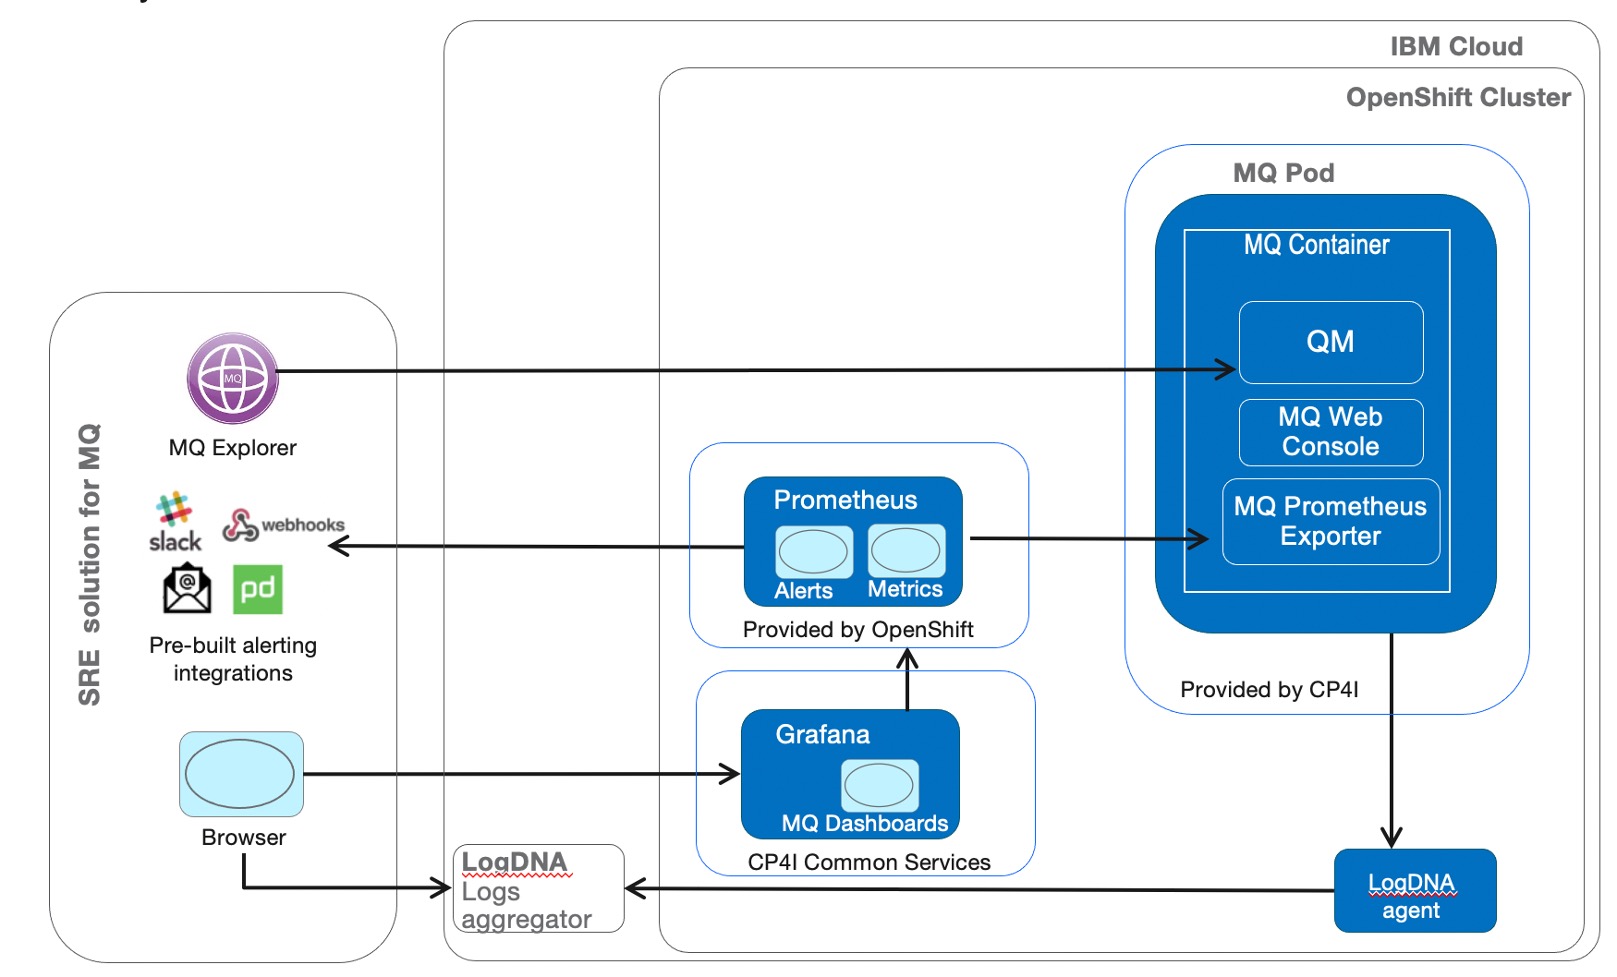 IBM Cloud
OpenShift Cluster
MQ Pod
MQ Container
QM
MQ Web
Console
MQ Prometheus
Exporter
Provided by CP4I
SRE solution for MQ
MQ
MQ Explorer
slack
webhooks
@
pd
Pre-built alerting
integrations
Browser
Prometheus
Alerts
Metrics
Provided by OpenShift
Grafana
MQ Dashboards
CP4I Common Services
LogDNA
Logs
aggregator
LogDNA
agent